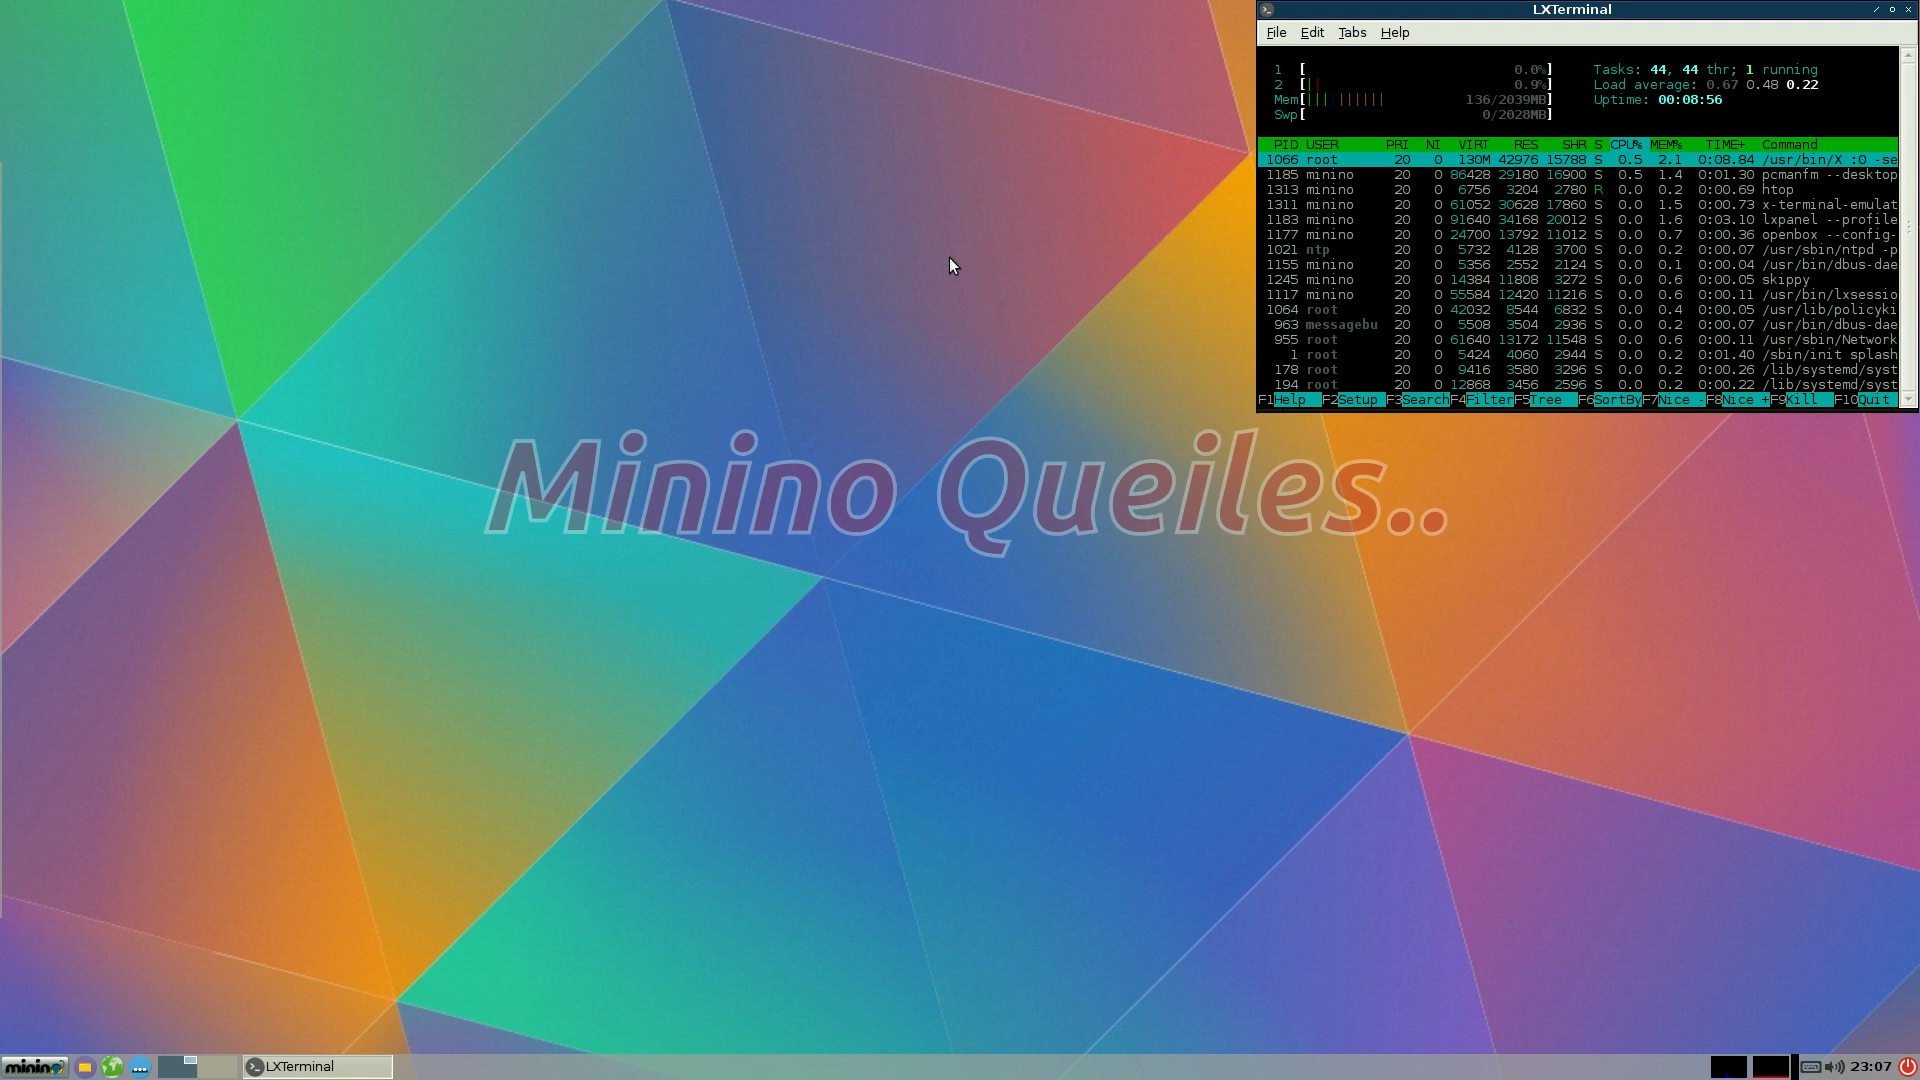 LXTerminal
File Edit Tabs Help
1 [ 0.0%] Tasks: 44, 44 thr; 1 running
2 [|| 0.9%] Load average: 0.67 0.48 0.22
Mem[||||||||| 136/2039MB] Uptime: 00:08:56
Swp[ 0/2028MB]
PID USER PRI NI VIRT RES SHR S CPU% MEM% TIME+ Command
1066 root 20 0 130M 42976 15788 S 0.5 2.1 0:08.84 /usr/bin/X :0 -se
1185 minino 20 0 86428 29180 16900 S 0.5 1.4 0:01.30 pcmanfm --desktop
1313 minino 20 0 6756 3204 2780 R 0.0 0.2 0:00.69 htop
1311 minino 20 0 61052 30628 17860 S 0.0 1.5 0:00.73 x-terminal-emulat
1183 minino 20 0 91640 34168 20012 S 0.0 1.6 0:03.10 lxpanel --profile
1177 minino 20 0 24700 13792 11012 S 0.0 0.7 0:00.36 openbox --config-
1021 ntp 20 0 5732 4128 3700 S 0.0 0.2 0:00.07 /usr/sbin/ntpd -p
1155 minino 20 0 5356 2552 2124 S 0.0 0.1 0:00.04 /usr/bin/dbus-dae
1245 minino 20 0 14384 11808 3272 S 0.0 0.6 0:00.05 skippy
1117 minino 20 0 55584 12420 11216 S 0.0 0.6 0:00.11 /usr/bin/lxsessio
1064 root 20 0 42032 8544 6832 S 0.0 0.4 0:00.05 /usr/lib/policyki
963 messagebu 20 0 5508 3504 2936 S 0.0 0.2 0:00.07 /usr/bin/dbus-dae
955 root 20 0 61640 13172 11548 S 0.0 0.6 0:00.11 /usr/sbin/Network
1 root 20 0 5424 4060 2944 S 0.0 0.2 0:01.40 /sbin/init splash
178 root 20 0 9416 3580 3296 S 0.0 0.2 0:00.26 /lib/systemd/syst
194 root 20 0 12868 3456 2596 S 0.0 0.2 0:00.22 /lib/systemd/syst
F1Help F2Setup F3SearchF4FilterF5Tree F6SortByF7Nice -F8Nice +F9Kill F10Quit
Minino Queiles..
minino LXTerminal 23:07